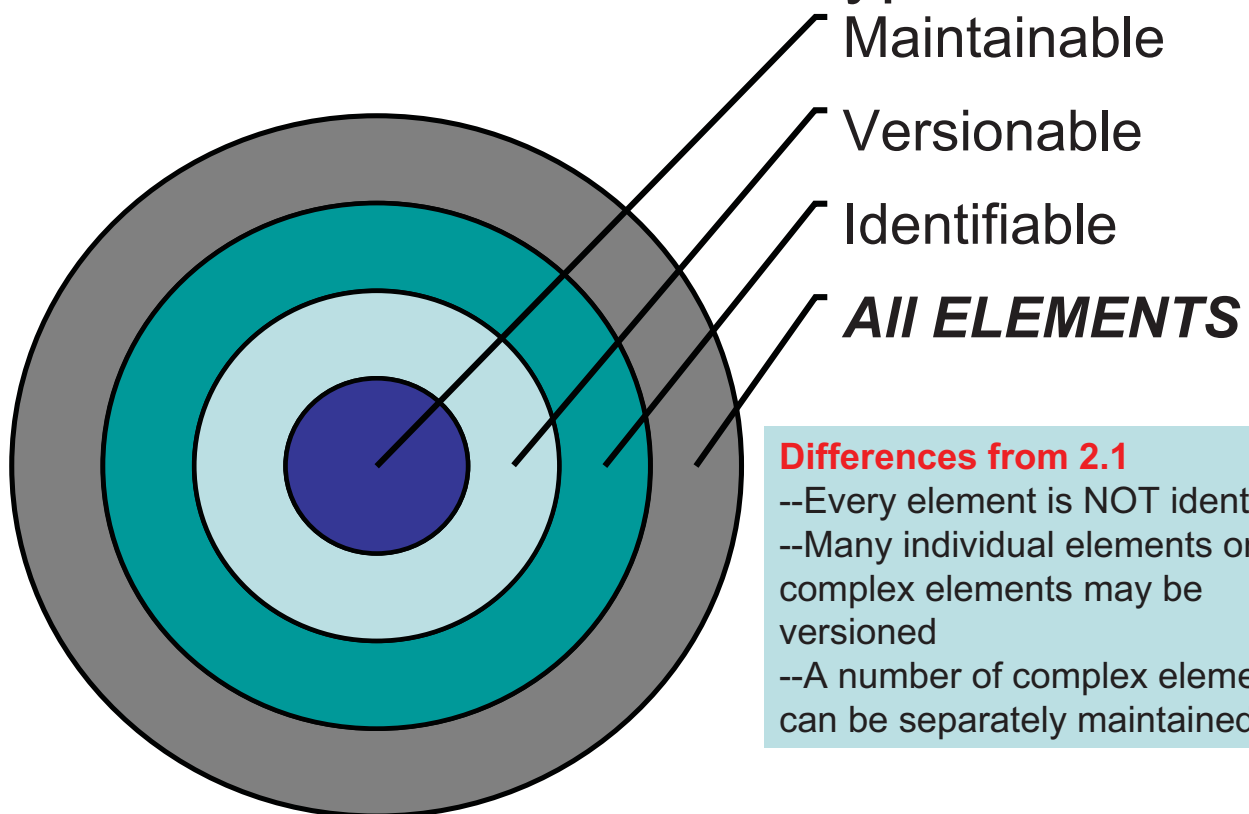 Maintainable
Versionable
Identifiable
All ELEMENTS
Differences from 2.1
--Every element is NOT
--Many individual elements
complex elements may be
versioned
--A number of complex
can be separately maintained